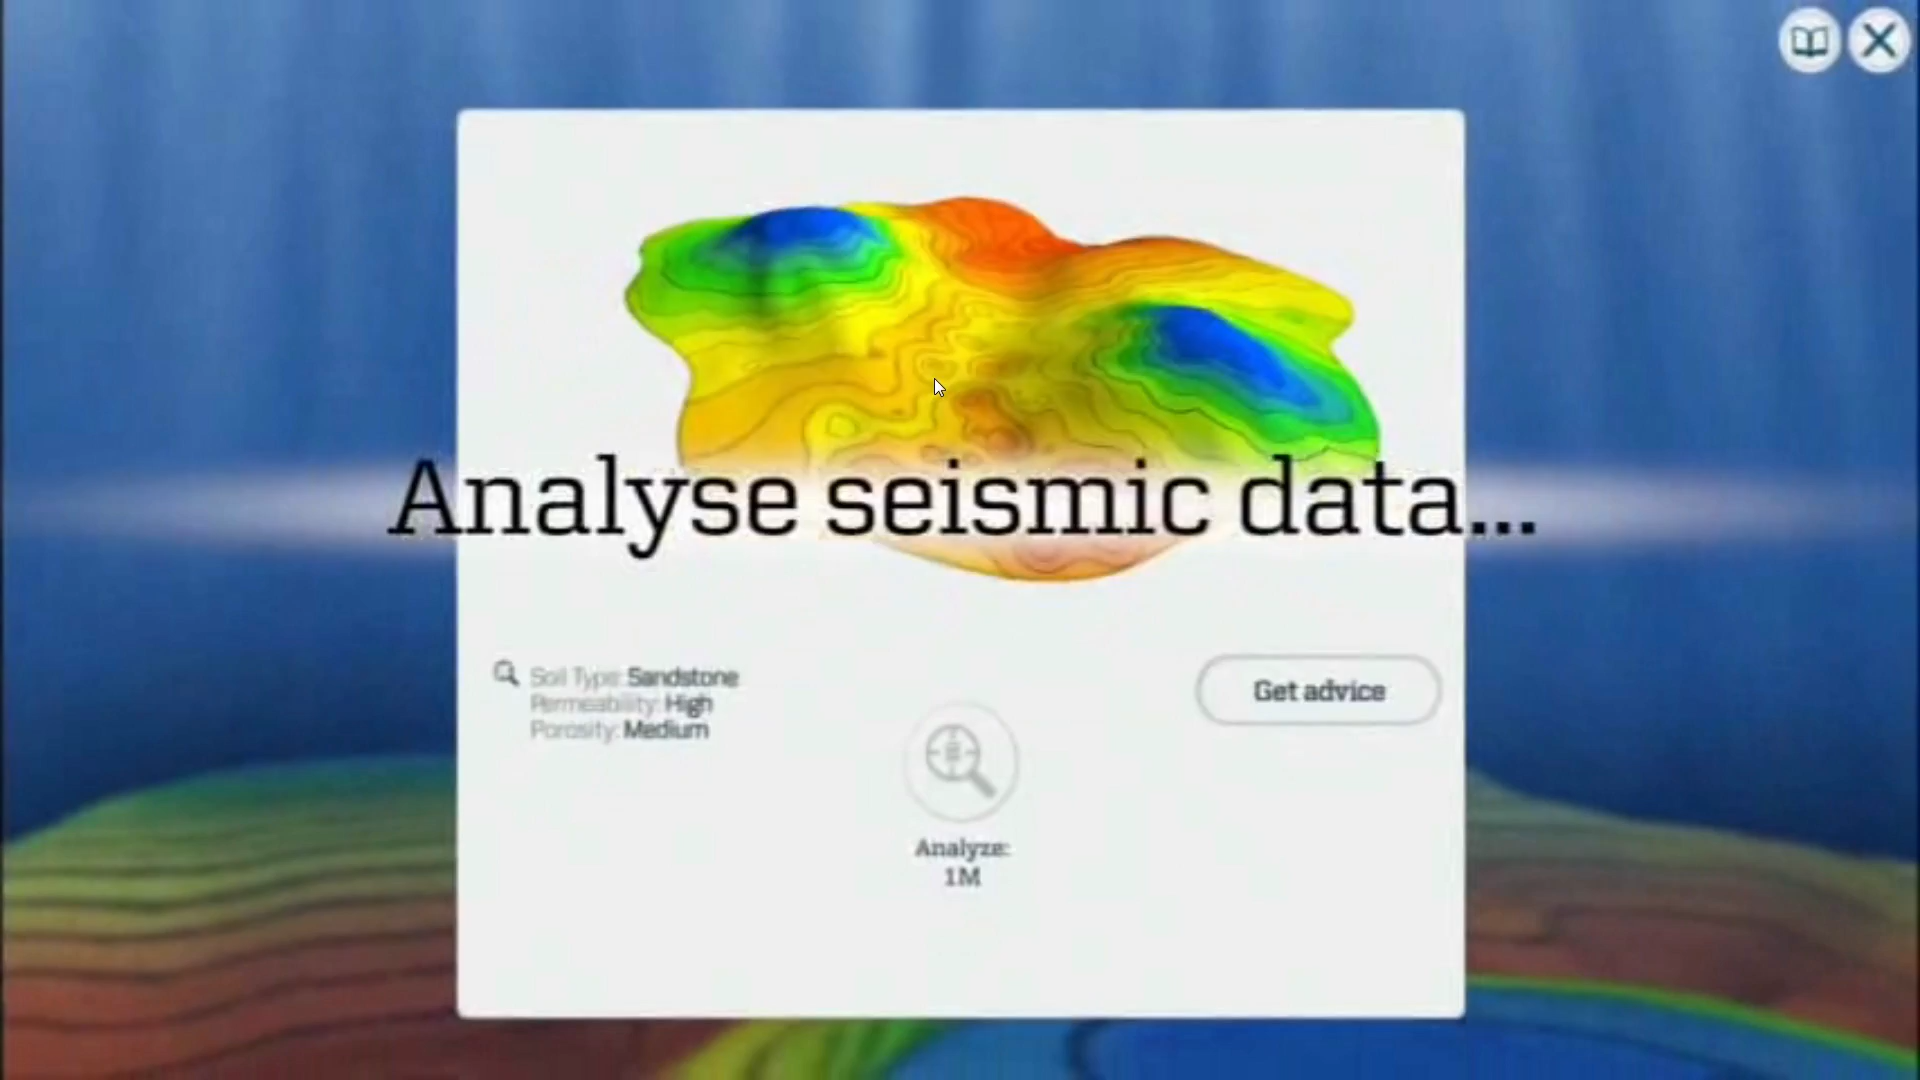 Analyse seismic data...
Soil Type: Sandstone
Permeability: High
Porosity: Medium
Get advice
Analyze:
1M